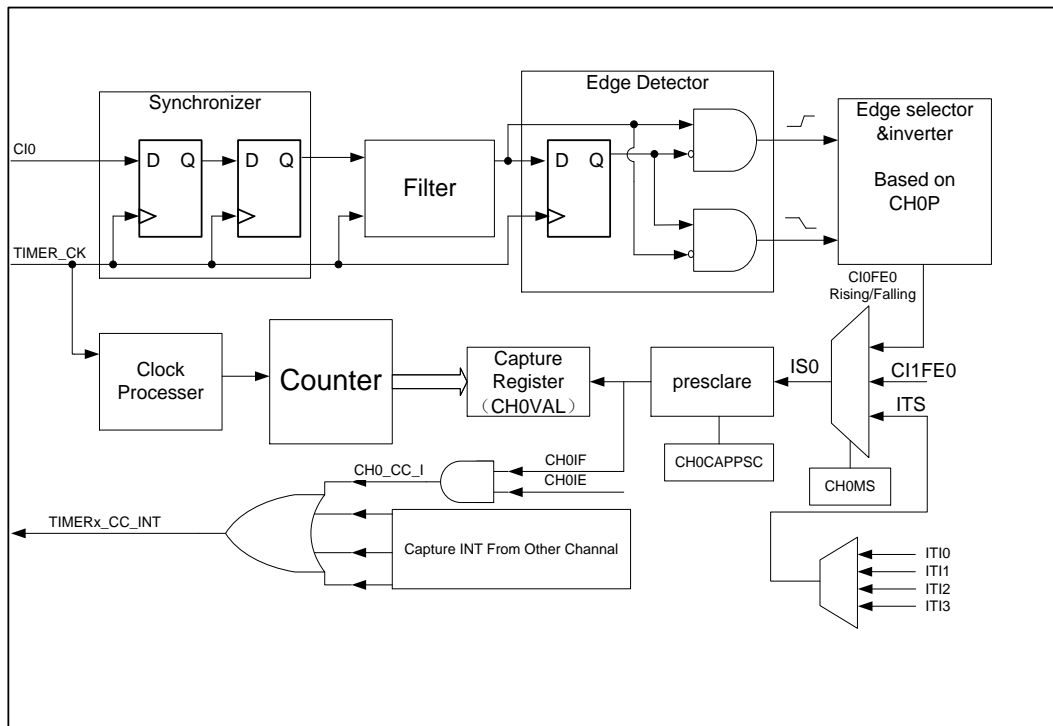 Synchronizer
Edge Detector
Edge selector
&inverter
Based on
CH0P
CI0
D Q
D Q
Filter
D Q
TIMER_CK
CI0FE0
Rising/Falling
Clock
Processer
Counter
Capture
Register
（CH0VAL）
presclare
IS0
CI1FE0
ITS
CH0CAPPSC
CH0MS
CH0IF
CH0_CC_I
CH0IE
TIMERx_CC_INT
Capture INT From Other Channal
ITI0
ITI1
ITI2
ITI3